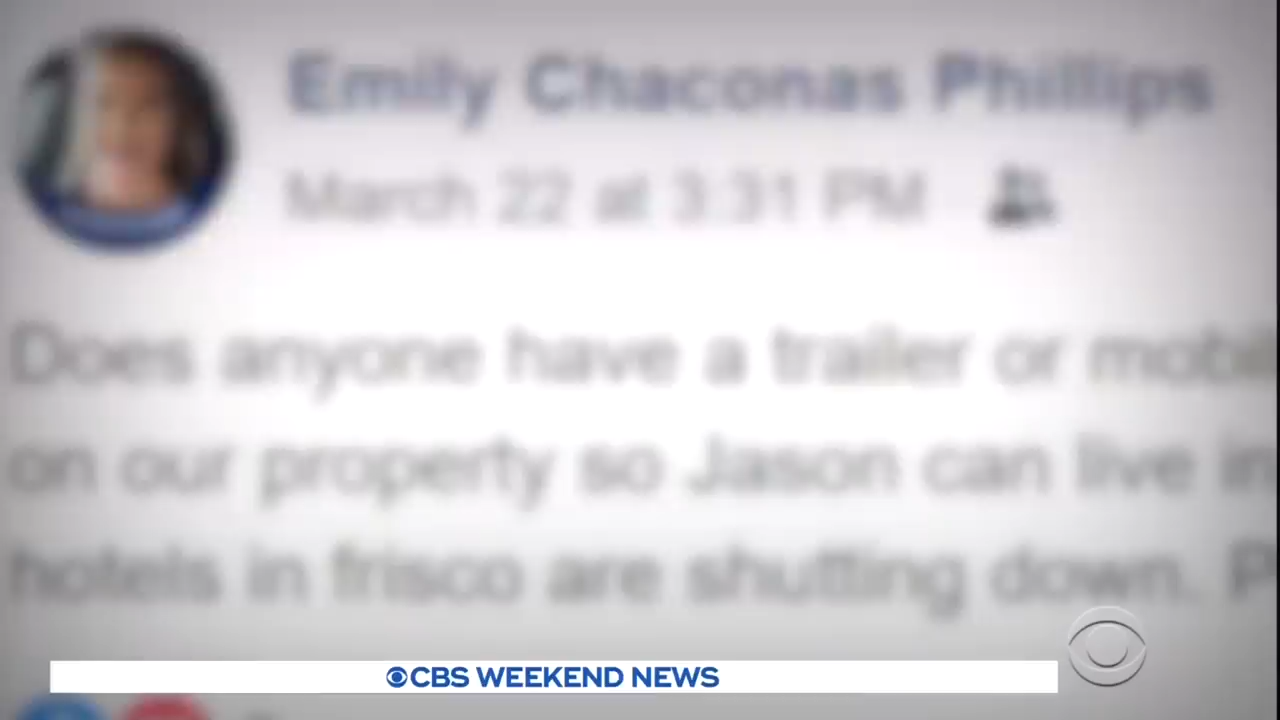 Emily Chaconas Phillips
March 22 at 3:31 PM
Does anyone have a trailer or
on our property so Jason can live
hotels in frisco are shutting down.
CBS WEEKEND NEWS